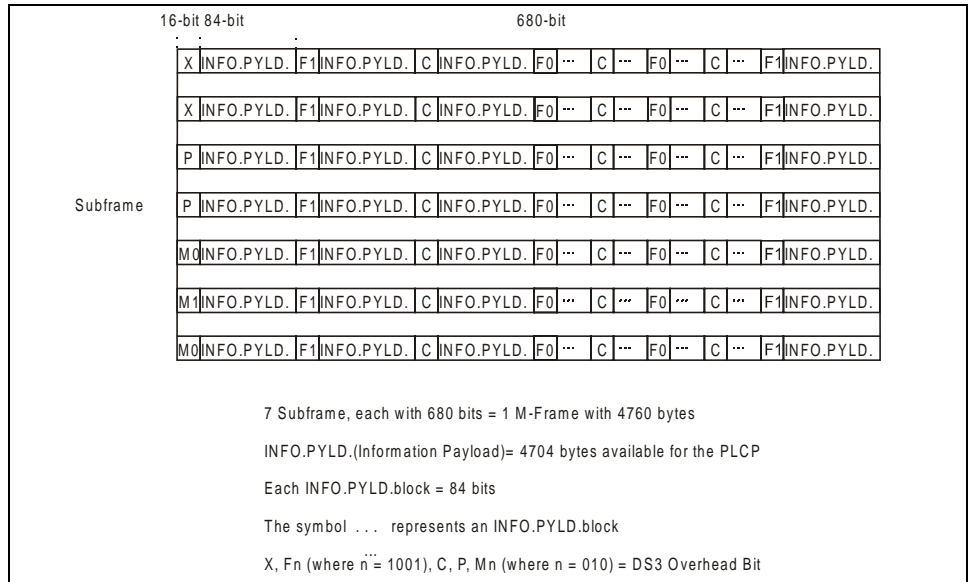 16-bit 84-bit 680-bit
X INFO.PYLD. F1 INFO.PYLD. C INFO.PYLD. F0 ... C ... F0 ... C ... F1 INFO.PYLD.
X INFO.PYLD. F1 INFO.PYLD. C INFO.PYLD. F0 ... C ... F0 ... C ... F1 INFO.PYLD.
P INFO.PYLD. F1 INFO.PYLD. C INFO.PYLD. F0 ... C ... F0 ... C ... F1 INFO.PYLD.
Subframe P INFO.PYLD. F1 INFO.PYLD. C INFO.PYLD. F0 ... C ... F0 ... C ... F1 INFO.PYLD.
M0 INFO.PYLD. F1 INFO.PYLD. C INFO.PYLD. F0 ... C ... F0 ... C ... F1 INFO.PYLD.
M1 INFO.PYLD. F1 INFO.PYLD. C INFO.PYLD. F0 ... C ... F0 ... C ... F1 INFO.PYLD.
M0 INFO.PYLD. F1 INFO.PYLD. C INFO.PYLD. F0 ... C ... F0 ... C ... F1 INFO.PYLD.
7 Subframe, each with 680 bits = 1 M-Frame with 4760 bytes
INFO.PYLD.(Information Payload)= 4704 bytes available for the PLCP
Each INFO.PYLD.block = 84 bits
The symbol ... represents an INFO.PYLD.block
...
X, Fn (where n = 1001), C, P, Mn (where n = 010) = DS3 Overhead Bit